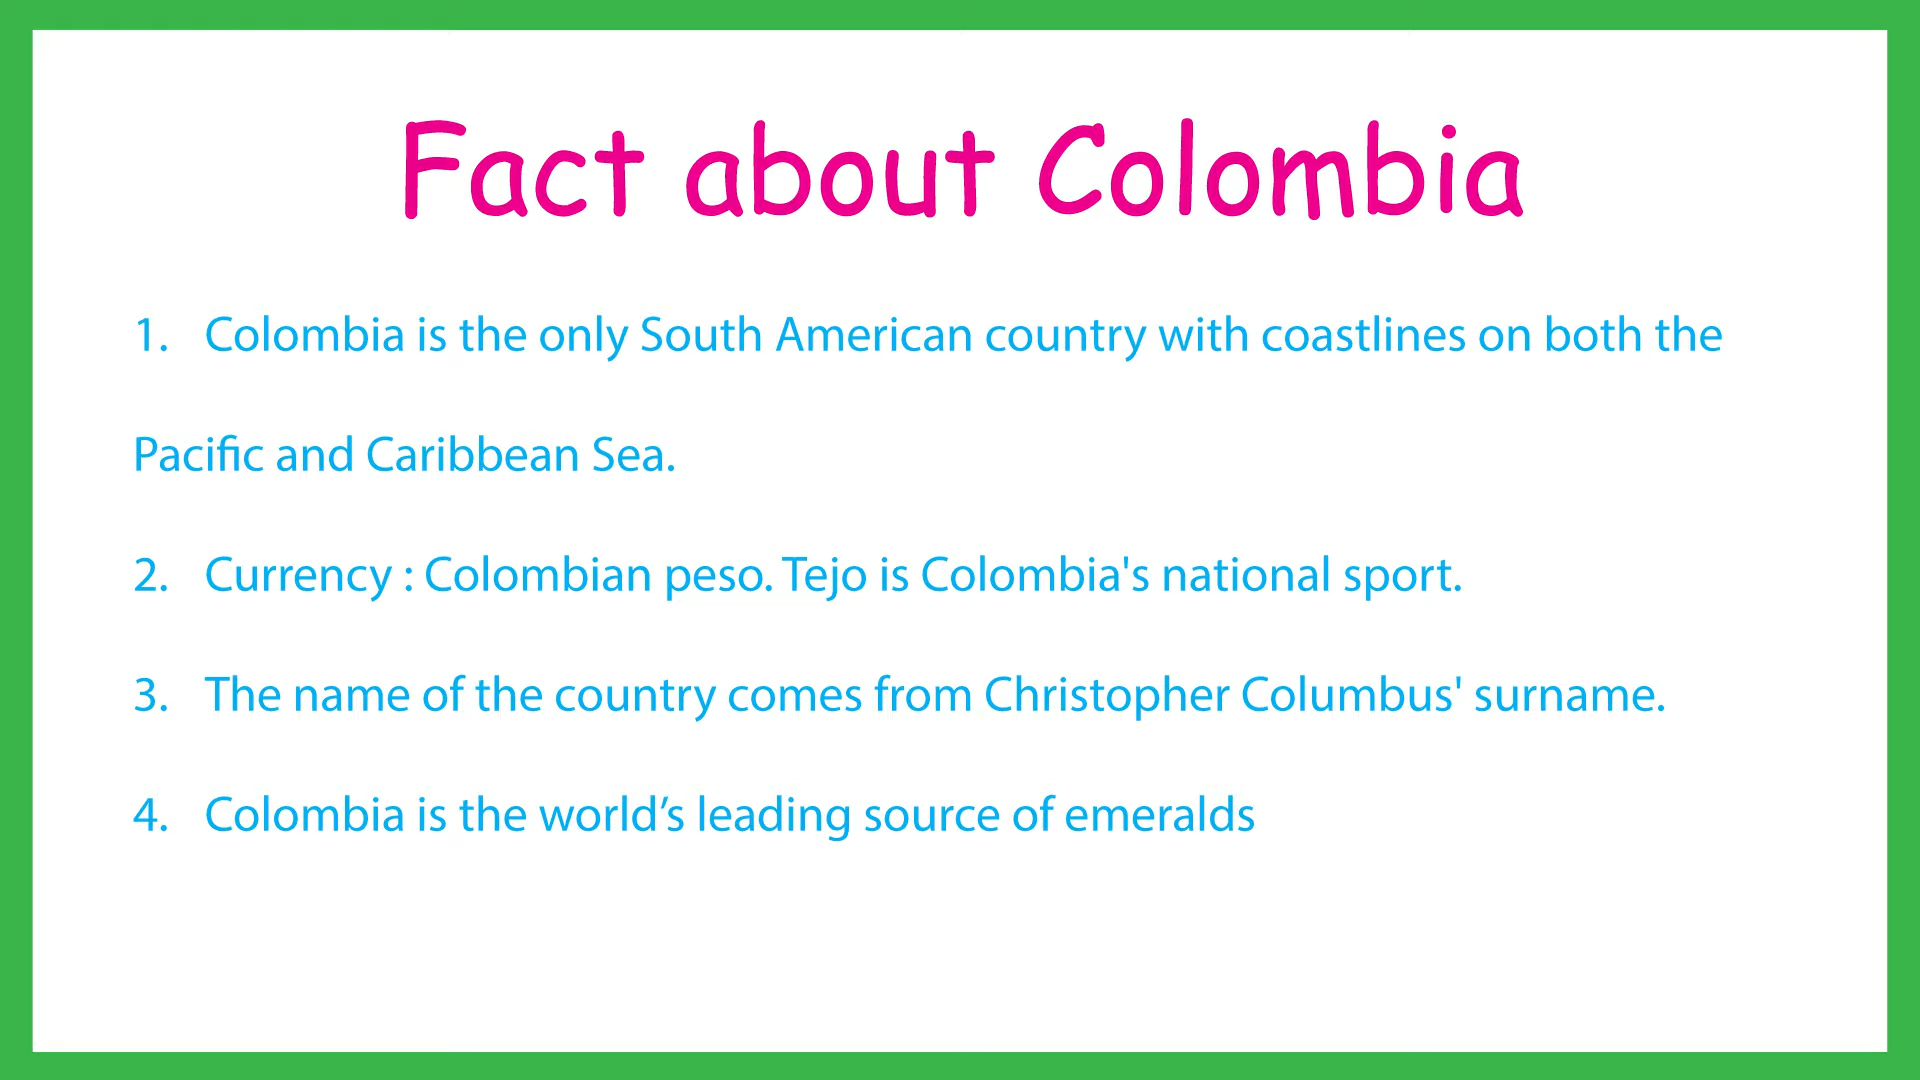 Fact about Colombia
1. Colombia is the only South American country with coastlines on both the
Pacific and Caribbean Sea.
2. Currency : Colombian peso. Tejo is Colombia's national sport.
3. The name of the country comes from Christopher Columbus' surname.
4. Colombia is the world’s leading source of emeralds